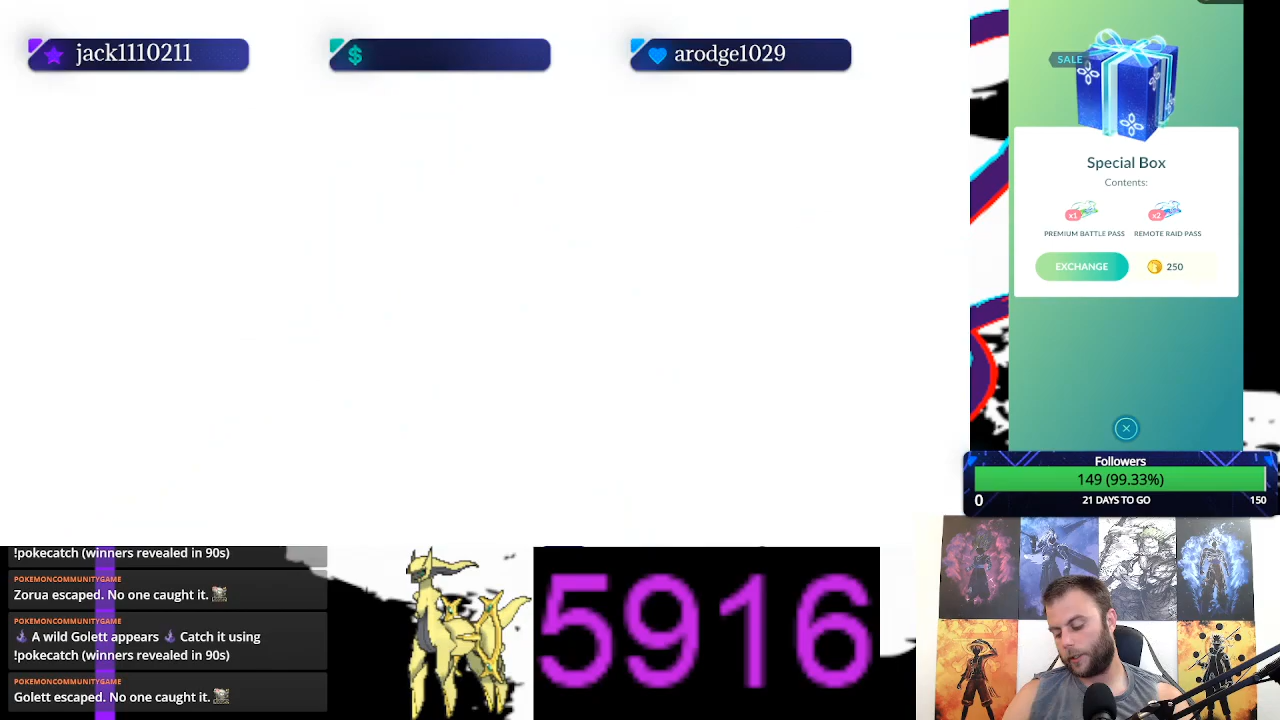 jack1110211
$
arodge1029
SALE
Special Box
Contents:
x1
x2
PREMIUM BATTLE PASS
REMOTE RAID PASS
EXCHANGE
250
Followers
149 (99.33%)
0
21 DAYS TO GO
150
!pokecatch (winners revealed in 90s)
POKEMONCOMMUNITYGAME
Zorua escaped. No one caught it.
POKEMONCOMMUNITYGAME
A wild Golett appears Catch it using
!pokecatch (winners revealed in 90s)
POKEMONCOMMUNITYGAME
Golett escaped. No one caught it.
5916